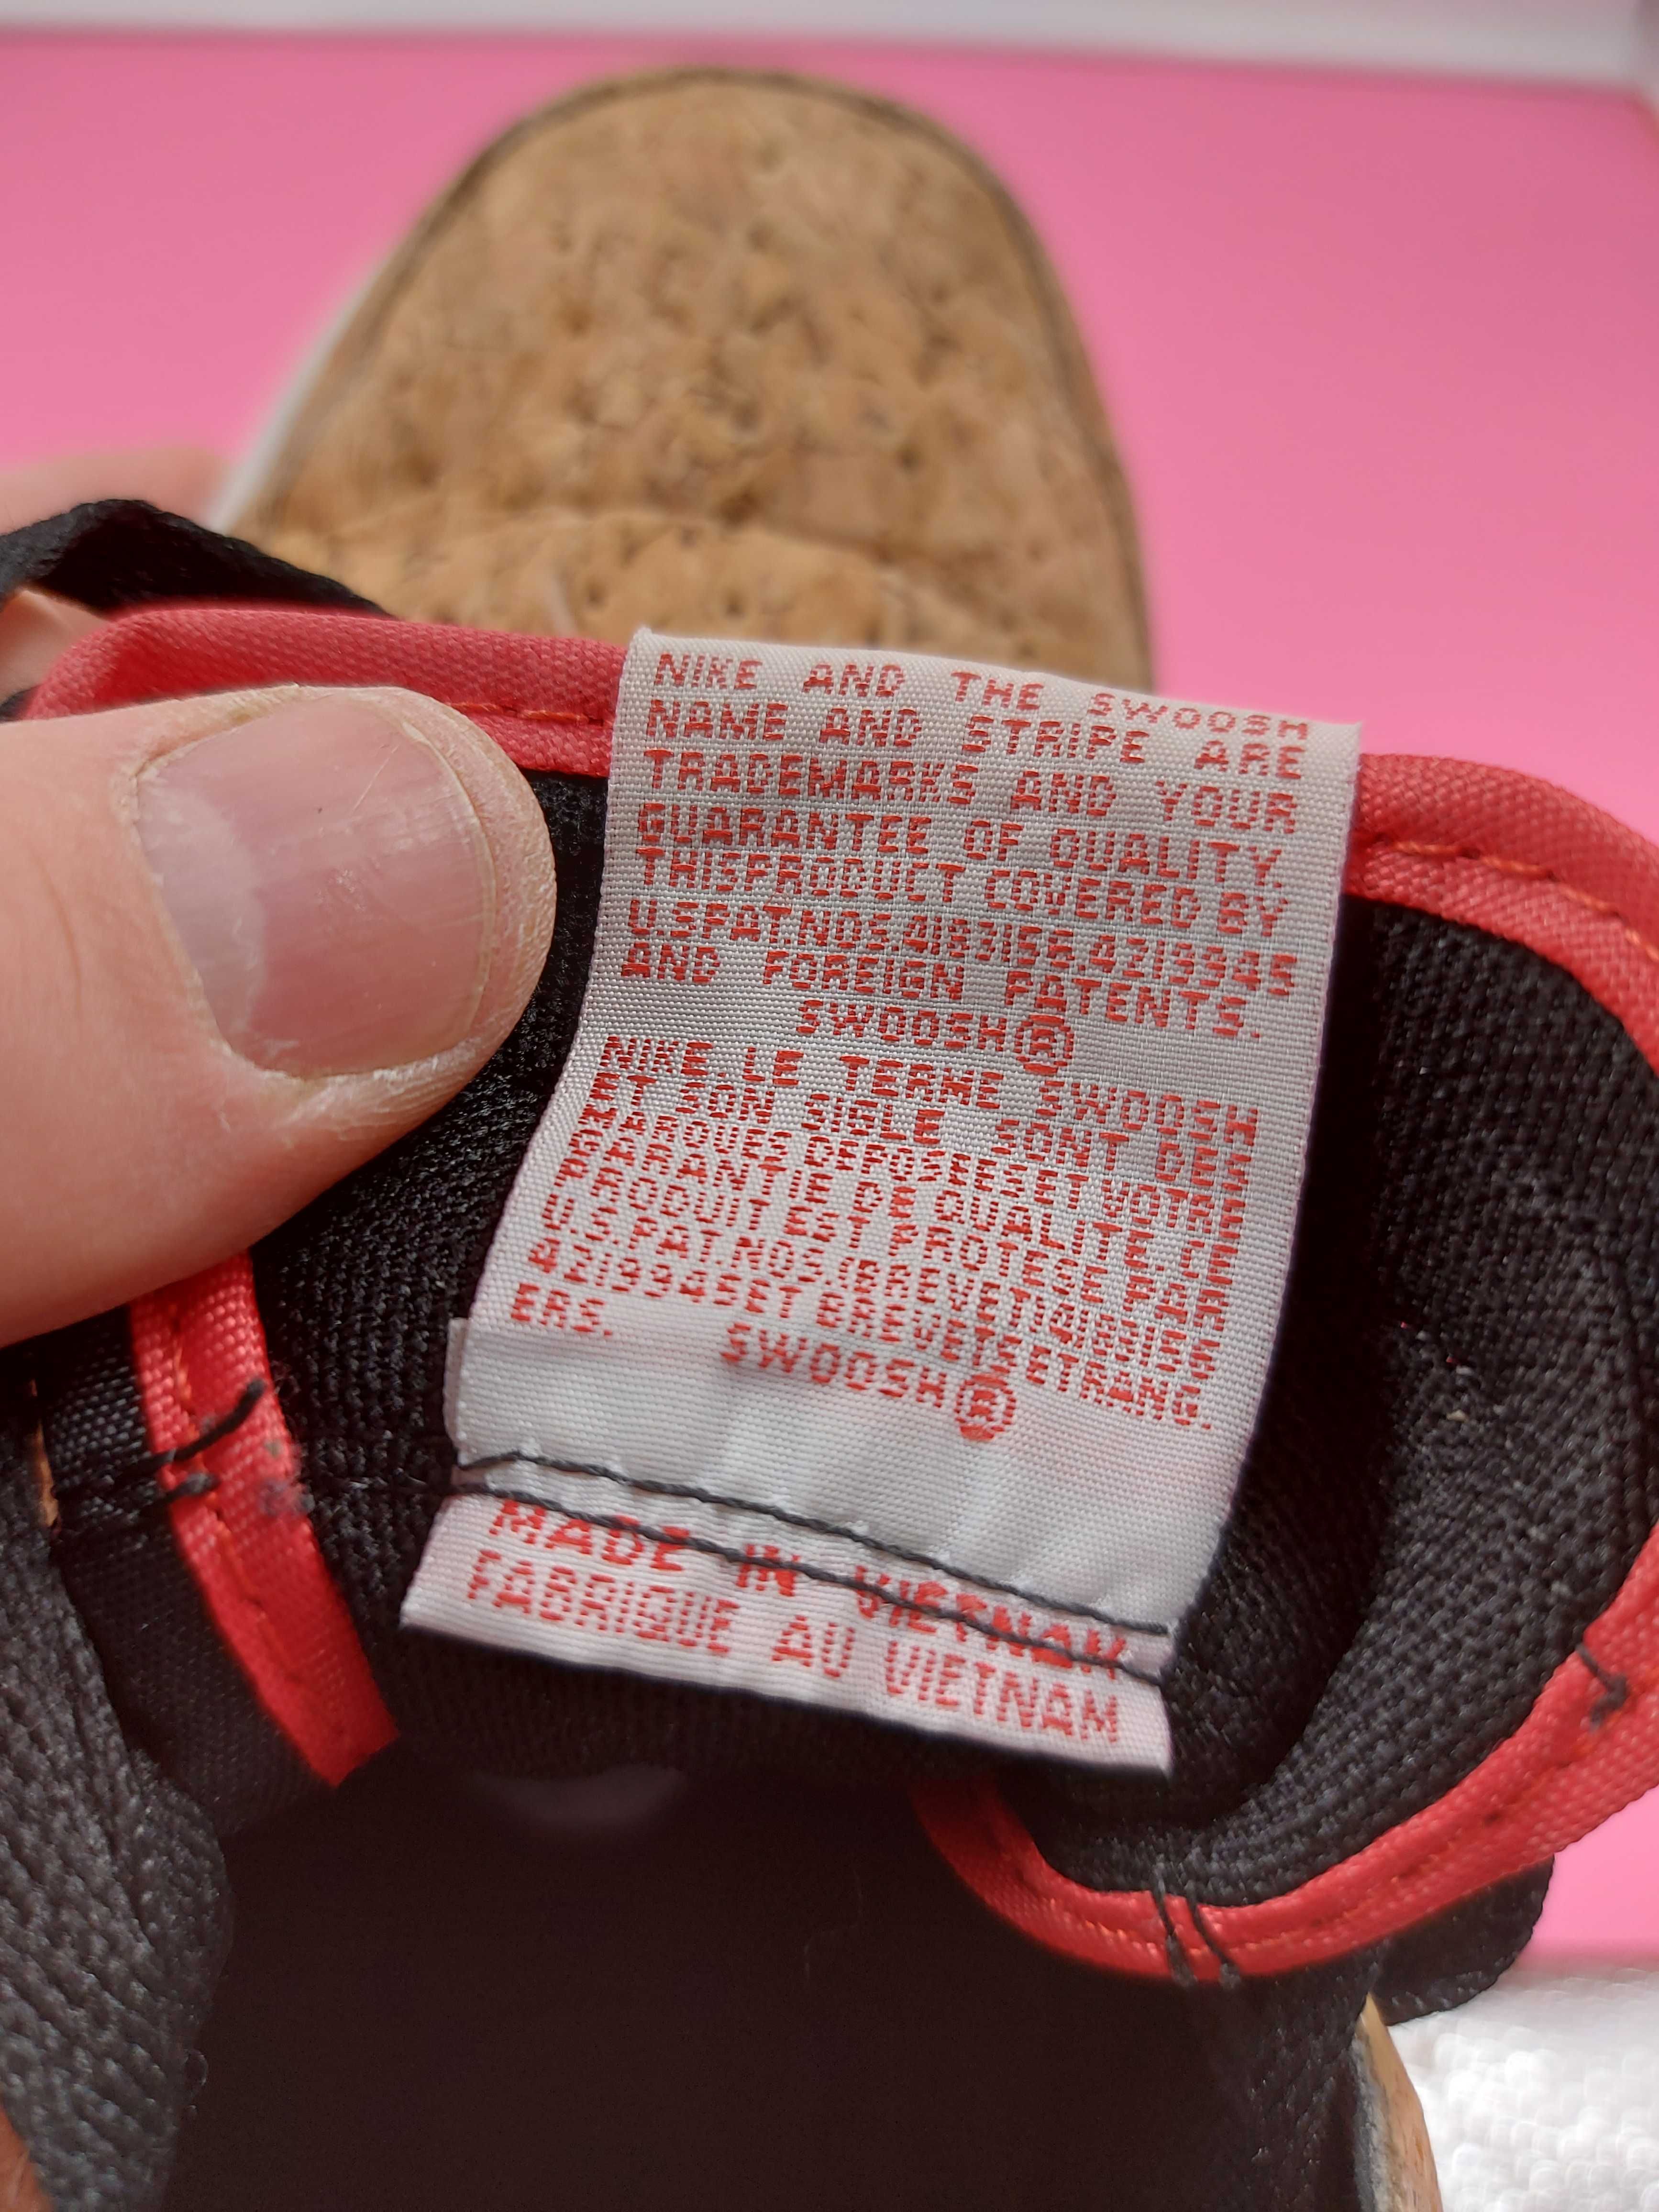 NIKE AND THE SWOOSH
NAME AND STRIPE ARE
TRADEMARKS AND YOUR
GUARANTEE OF QUALITY.
THISPRODUCT COVERED BY
U.S.PAT.NOS.4183156.4219945
AND FOREIGN PATENTS.
SWOOSH®
NIKE. LE TERME SWOOSH
ET SON SIGLE SONT DES
MARQUES DEPOSEESET VOTRE
GARANTIE DE QUALITE. CE
PRODUIT EST PROTEGE PAR
U.S.PAT.NOS.(BREVET)4183156
4219945ET BREVETS ETRANG.
ERS.
SWOOSH®
MADE IN VIETNAM
FABRIQUE AU VIETNAM